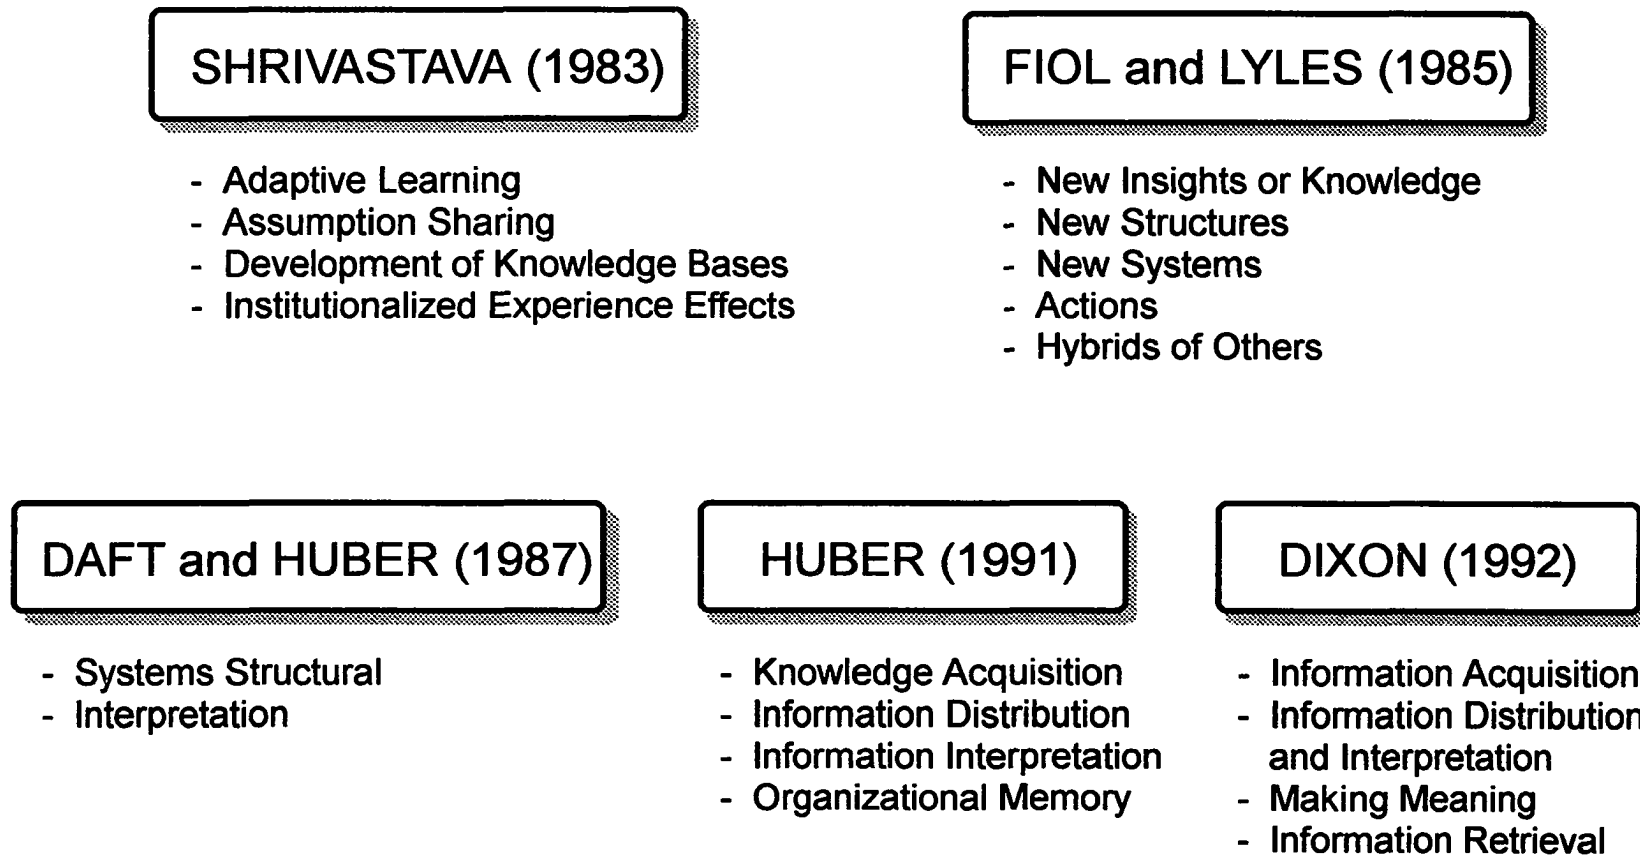 SHRIVASTAVA (1983)
- Adaptive Learning
- Assumption Sharing
- Development of Knowledge Bases
- Institutionalized Experience Effects
FIOL and LYLES (1985)
- New Insights or Knowledge
- New Structures
- New Systems
- Actions
- Hybrids of Others
DAFT and HUBER (1987)
- Systems Structural
- Interpretation
HUBER (1991)
- Knowledge Acquisition
- Information Distribution
- Information Interpretation
- Organizational Memory
DIXON (1992)
- Information Acquisition
- Information Distribution
and Interpretation
- Making Meaning
- Information Retrieval